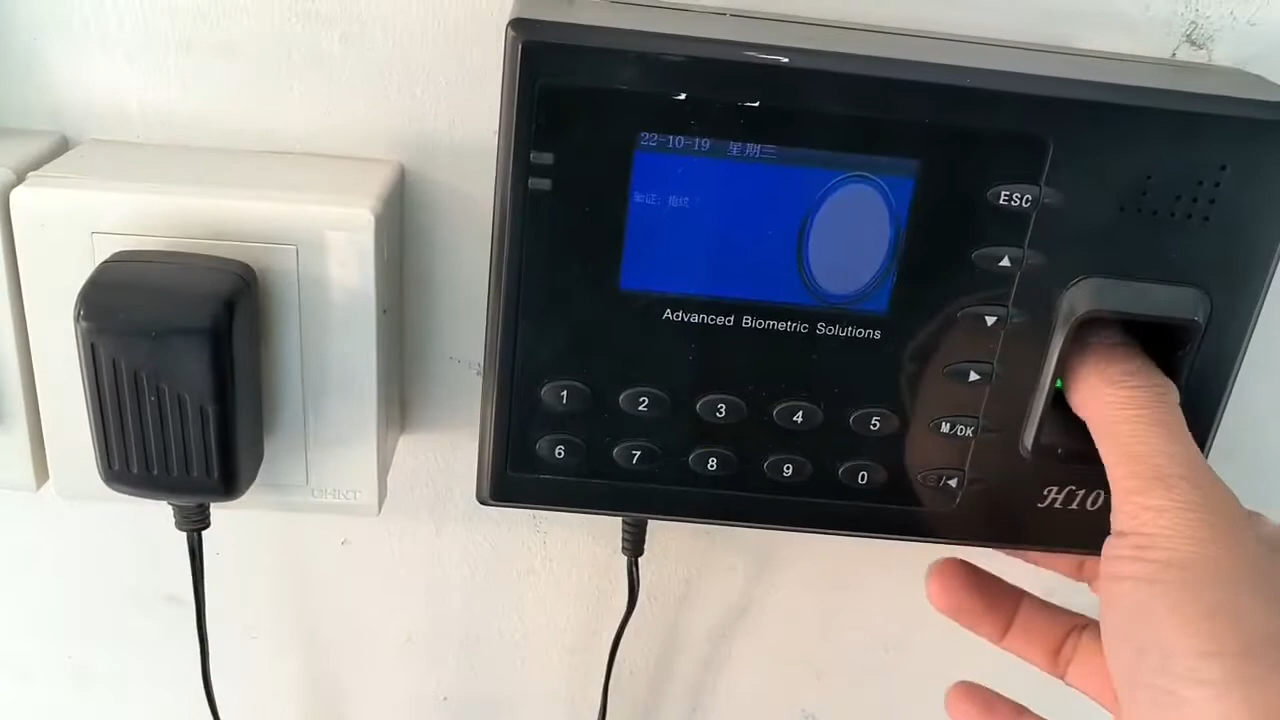 22-10-19 星期三
验证: 指纹
Advanced Biometric Solutions
1 2 3 4 5
6 7 8 9 0
ESC
▲
▼
▶
M/OK
/◀
H10
CHNT